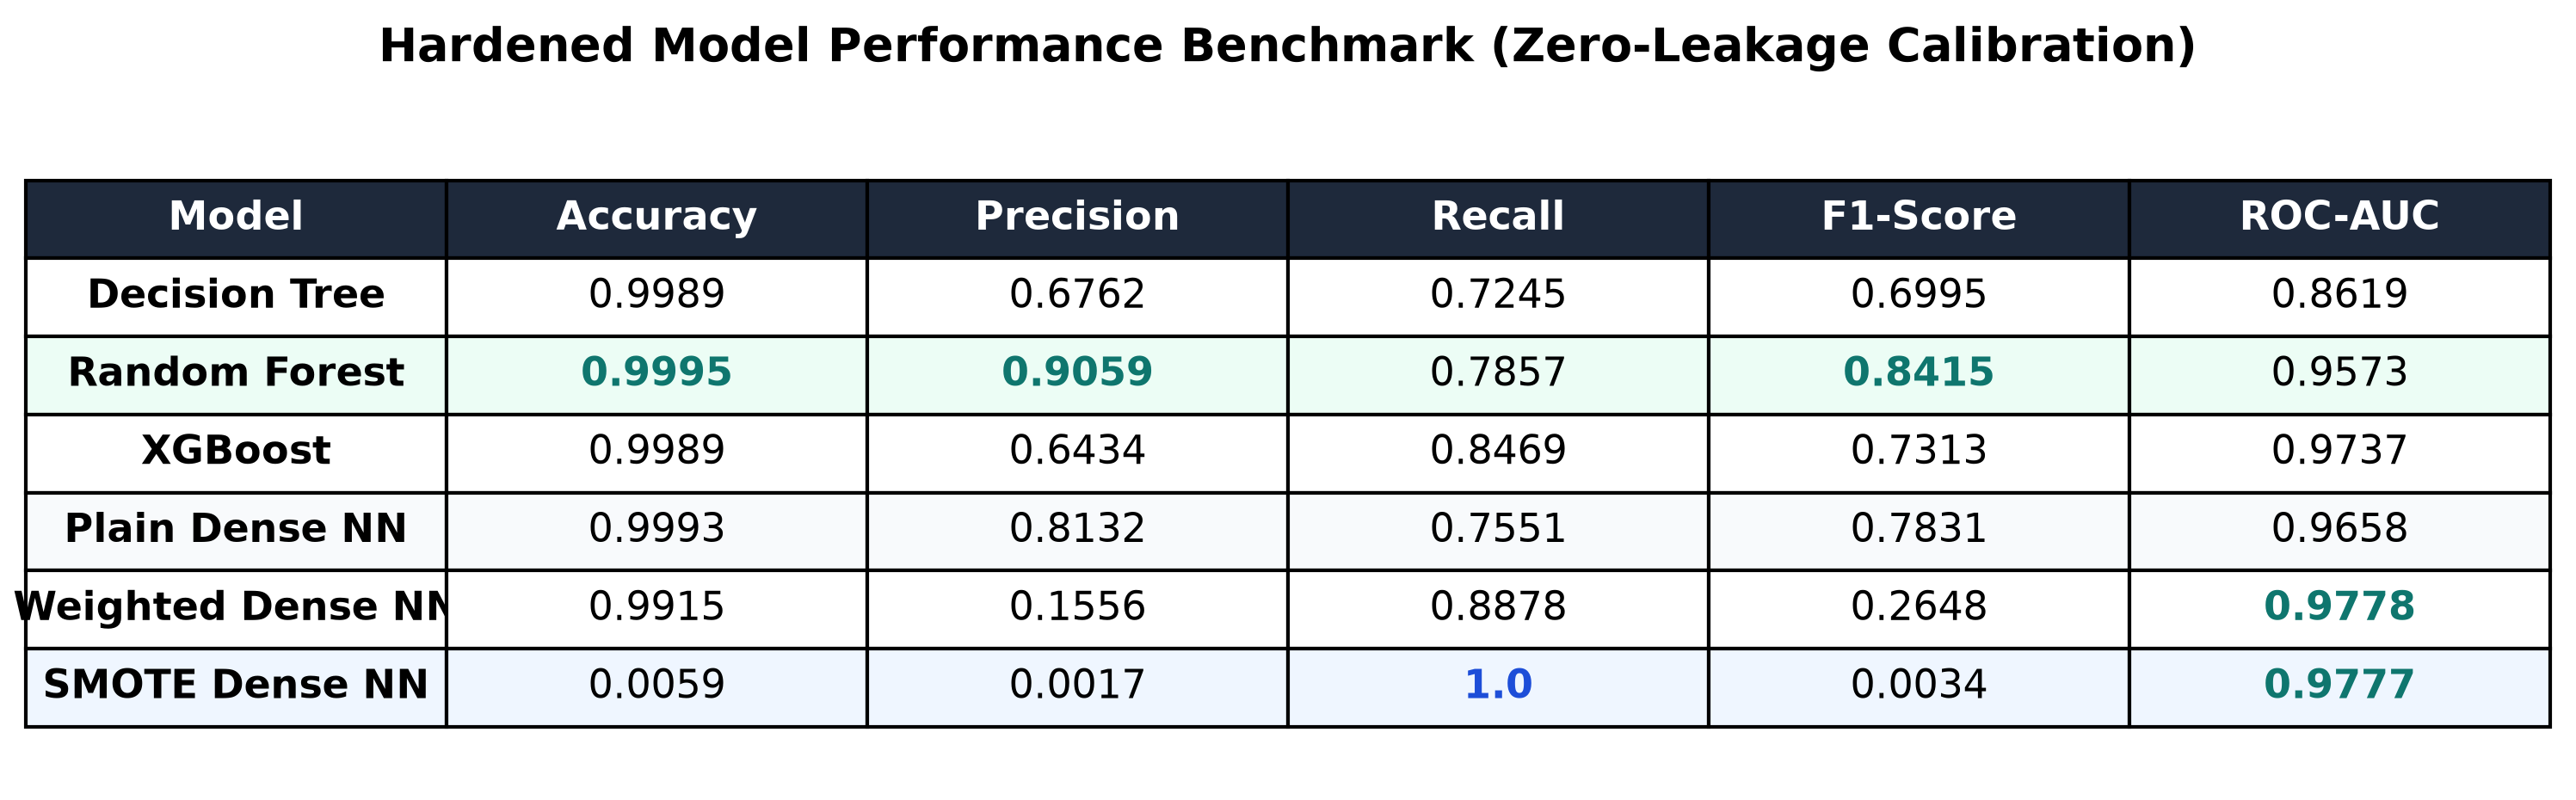 Hardened Model Performance Benchmark (Zero-Leakage Calibration)
Model Accuracy Precision Recall F1-Score ROC-AUC
Decision Tree 0.9989 0.6762 0.7245 0.6995 0.8619
Random Forest 0.9995 0.9059 0.7857 0.8415 0.9573
XGBoost 0.9989 0.6434 0.8469 0.7313 0.9737
Plain Dense NN 0.9993 0.8132 0.7551 0.7831 0.9658
Weighted Dense NN 0.9915 0.1556 0.8878 0.2648 0.9778
SMOTE Dense NN 0.0059 0.0017 1.0 0.0034 0.9777